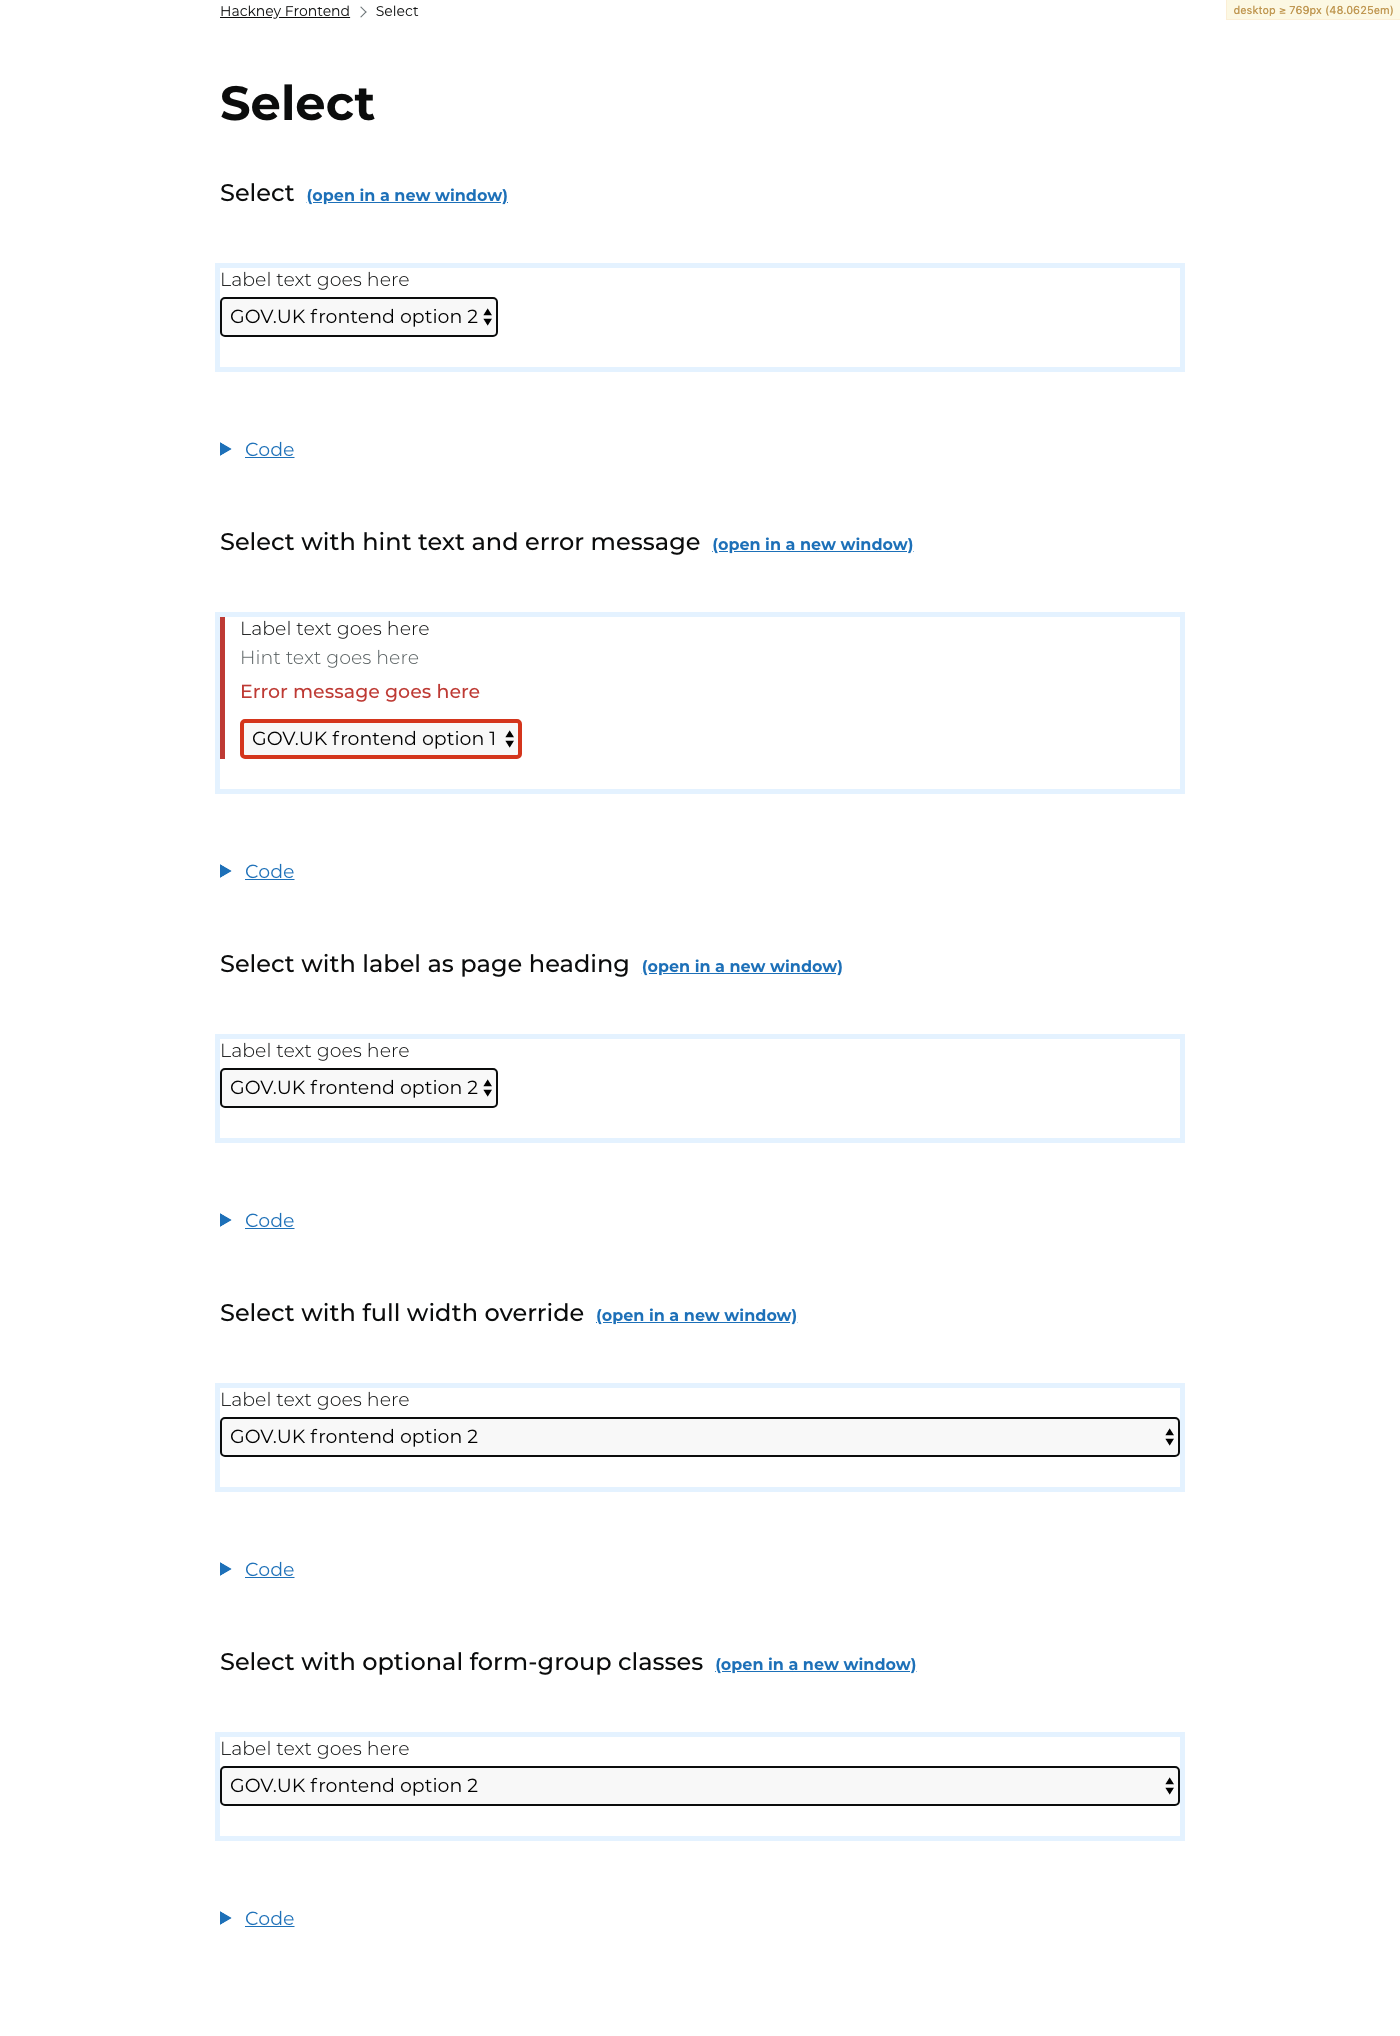 Hackney Frontend > Select
desktop ≥ 769px (48.0625em)
Select
Select (open in a new window)
Label text goes here
GOV.UK frontend option 2
Code
Select with hint text and error message (open in a new window)
Label text goes here
Hint text goes here
Error message goes here
GOV.UK frontend option 1
Code
Select with label as page heading (open in a new window)
Label text goes here
GOV.UK frontend option 2
Code
Select with full width override (open in a new window)
Label text goes here
GOV.UK frontend option 2
Code
Select with optional form-group classes (open in a new window)
Label text goes here
GOV.UK frontend option 2
Code